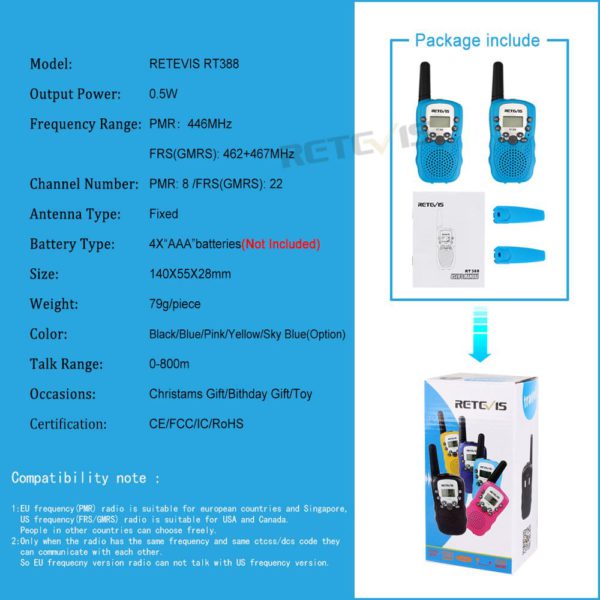 Package include
Model: RETEVIS RT388
Output Power: 0.5W
Frequency Range: PMR: 446MHz
FRS(GMRS): 462+467MHz
RETEVIS
Channel Number: PMR: 8 /FRS(GMRS): 22
Antenna Type: Fixed
Battery Type: 4X“AAA”batteries(Not Included)
Size: 140X55X28mm
Weight: 79g/piece
Color: Black/Blue/Pink/Yellow/Sky Blue(Option)
Talk Range: 0-800m
Occasions: Christams Gift/Bithday Gift/Toy
Certification: CE/FCC/IC/RoHS
Compatibility note :
1:EU frequency(PMR) radio is suitable for european countries and Singapore,
US frequency(FRS/GMRS) radio is suitable for USA and Canada.
People in other countries can choose freely.
2:Only when the radio has the same frequency and same ctcss/dcs code they
can communicate with each other.
So EU frequecny version radio can not talk with US frequency version.
RETEVIS
RT388
RETEVIS